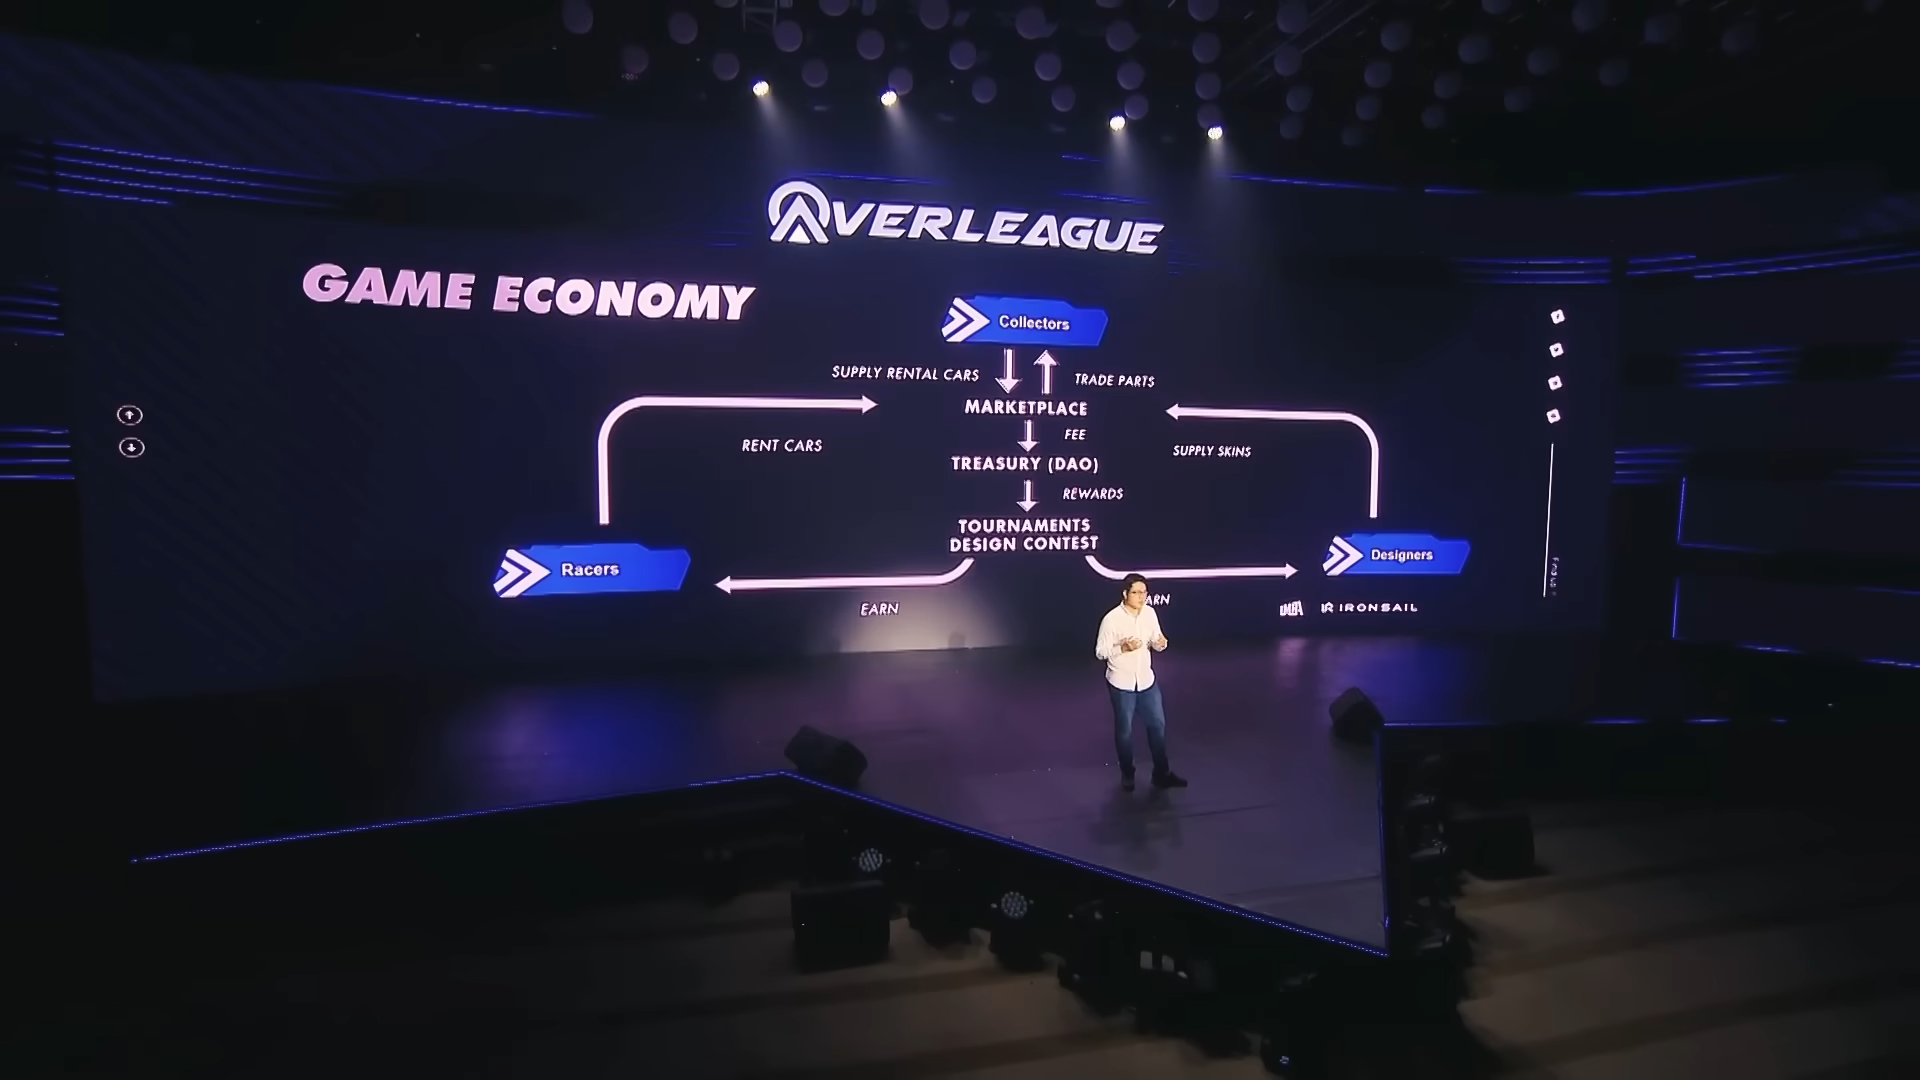 OVERLEAGUE
GAME ECONOMY
Collectors
SUPPLY RENTAL CARS
TRADE PARTS
MARKETPLACE
RENT CARS
FEE
SUPPLY SKINS
TREASURY (DAO)
REWARDS
TOURNAMENTS
DESIGN CONTEST
Racers
Designers
EARN
ARN
IRONSAIL